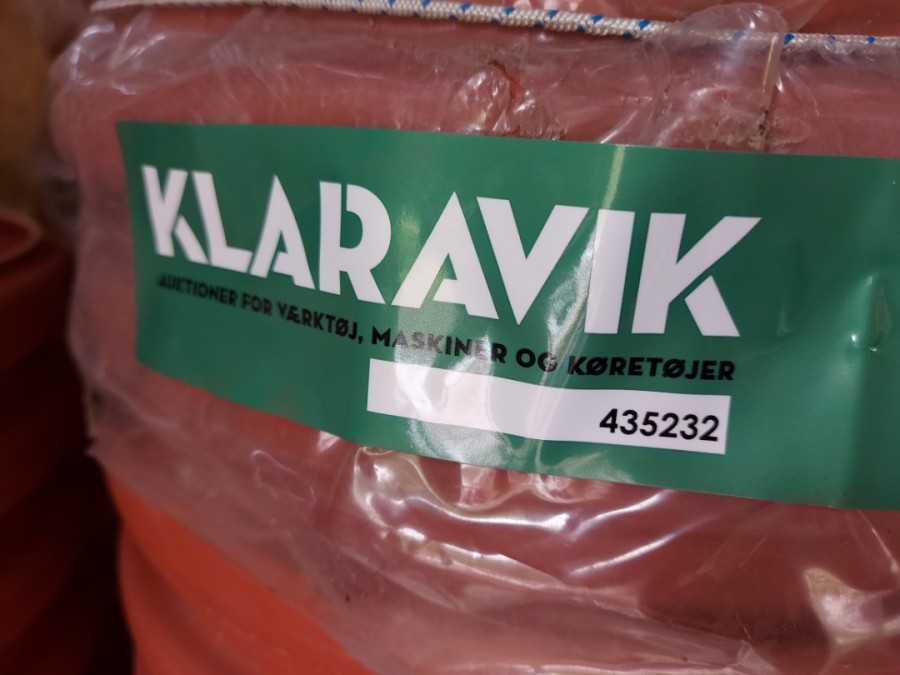 KLARAVIK
AUKTIONER FOR VÆRKTØJ, MASKINER OG KØRETØJER
435232